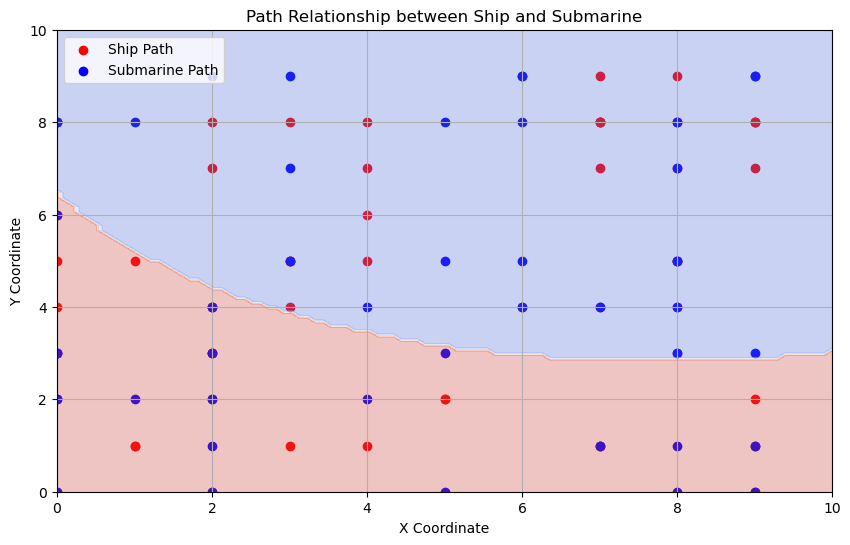 Path Relationship between Ship and Submarine
Ship Path
Submarine Path
10
8
6
4
2
0
Y Coordinate
0 2 4 6 8 10
X Coordinate